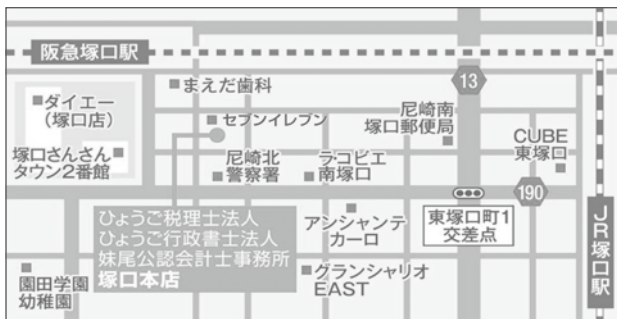 阪急塚口駅
13
まえだ歯科
ダイエー
（塚口店）
セブンイレブン
尼崎南
塚口郵便局
CUBE
東塚口
塚口さんさん
タウン2番館
尼崎北
警察署
ラ・コピエ
南塚口
190
ひょうご税理士法人
ひょうご行政書士法人
妹尾公認会計士事務所
塚口本店
アンシャンテ
カーロ
東塚口町1
交差点
JR塚口駅
園田学園
幼稚園
グランシャリオ
EAST